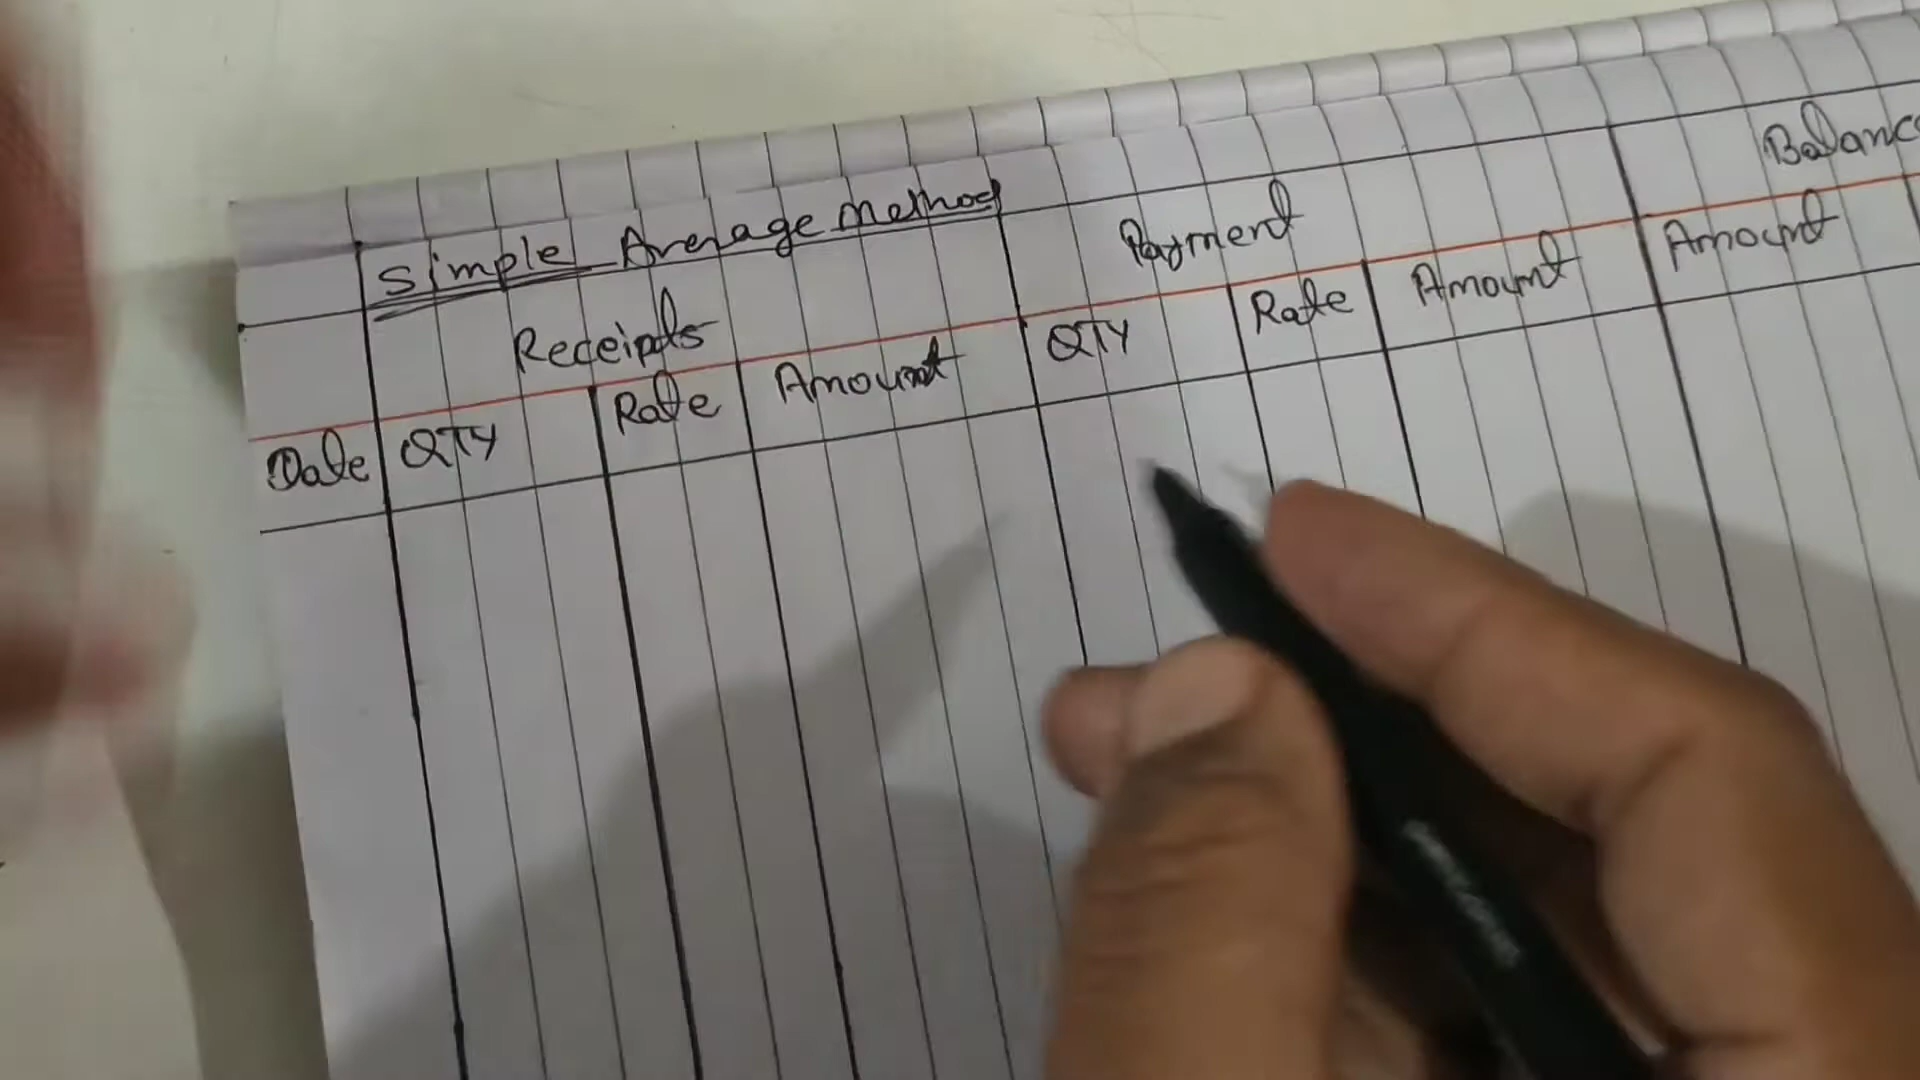 Simple Average Method
Receipts Payment Balance
Date QTY Rate Amount QTY Rate Amount Amount